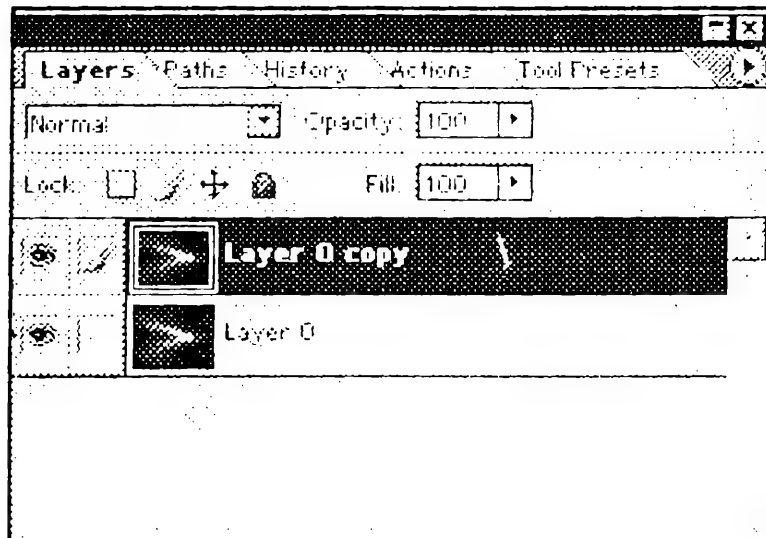 Layers Paths History Actions Tool Presets
Normal Opacity: 100
Lock: Fill: 100
Layer 0 copy
Layer 0